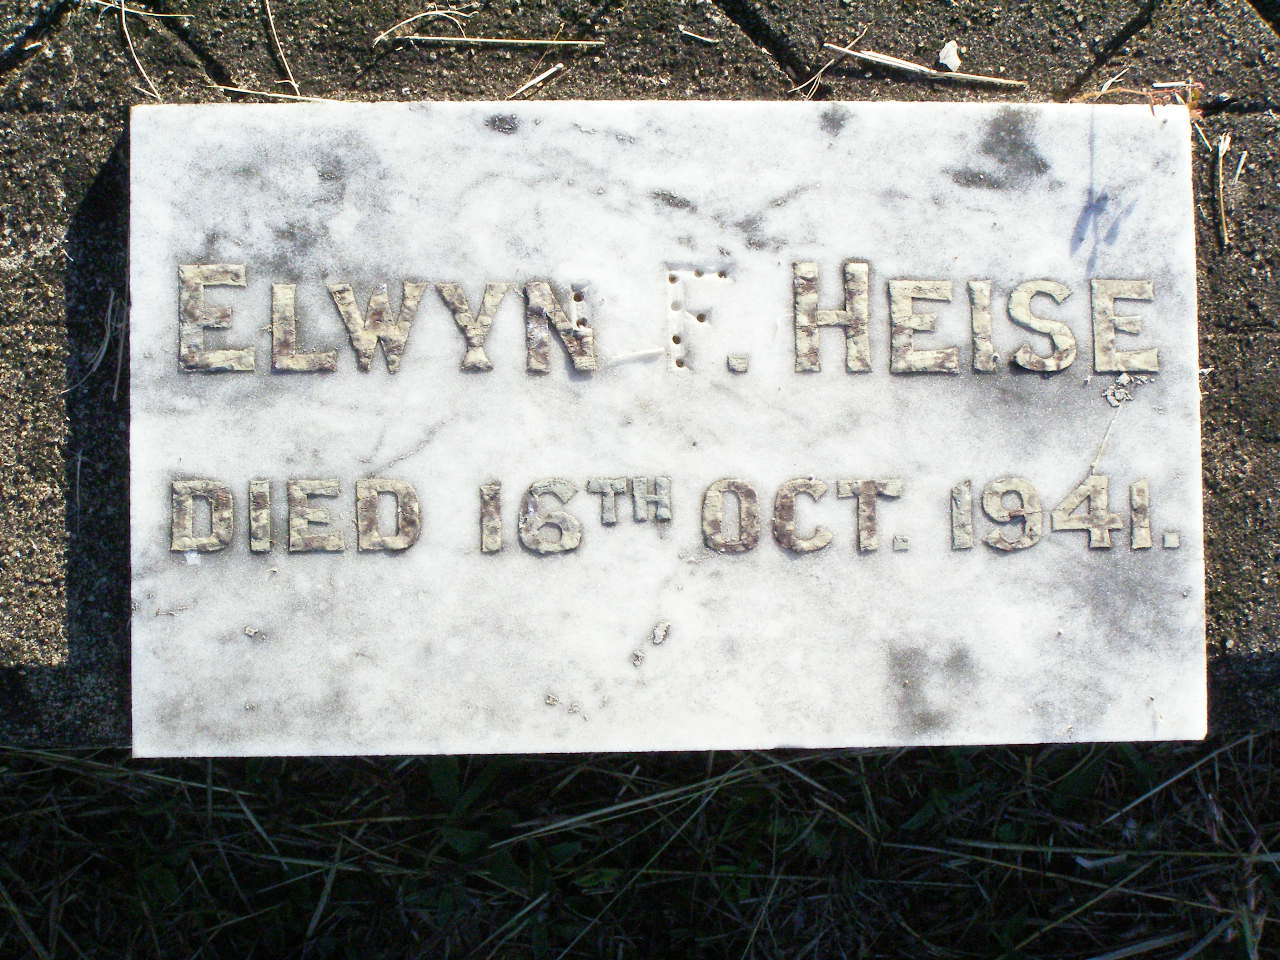 ELWYN F. HEISE
DIED 16TH OCT. 1941.